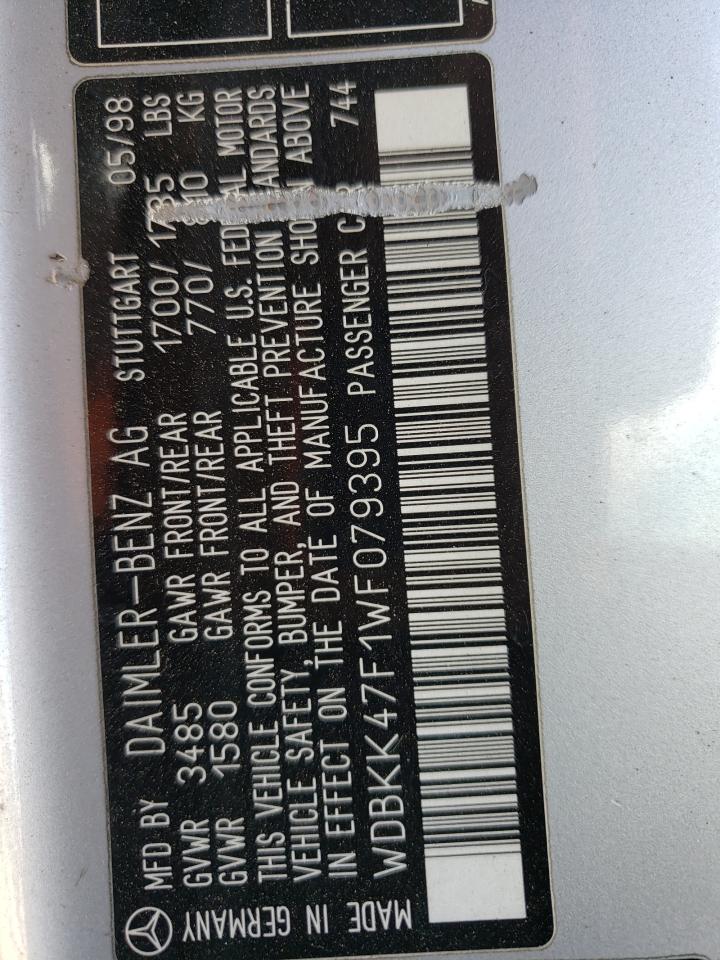 MFD BY DAIMLER-BENZ AG STUTTGART 05/98
GVWR 3485 GAWR FRONT/REAR 1700/ 1785 LBS
GVWR 1580 GAWR FRONT/REAR 770/ KG
THIS VEHICLE CONFORMS TO ALL APPLICABLE U.S. FEDERAL MOTOR
VEHICLE SAFETY, BUMPER, AND THEFT PREVENTION STANDARDS
IN EFFECT ON THE DATE OF MANUFACTURE SHOWN ABOVE
WDBKK47F1WF079395 PASSENGER CAR 744
MADE IN GERMANY